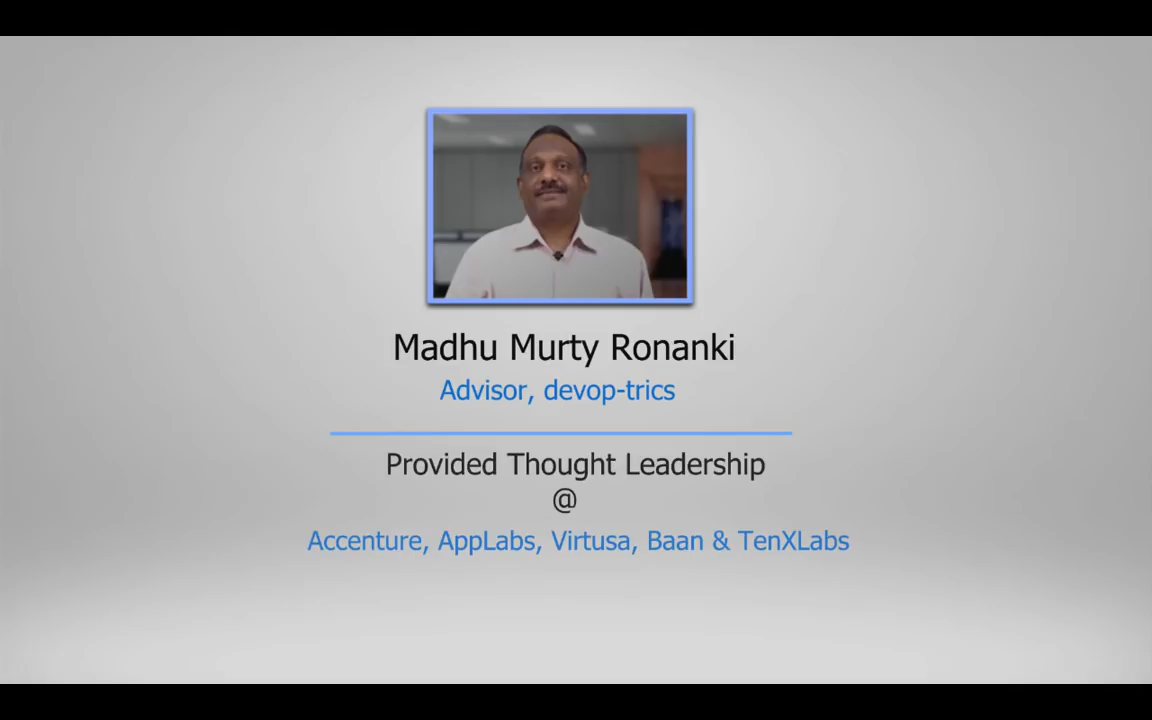 Madhu Murty Ronanki
Advisor, devop-trics
Provided Thought Leadership
@
Accenture, AppLabs, Virtusa, Baan & TenXLabs